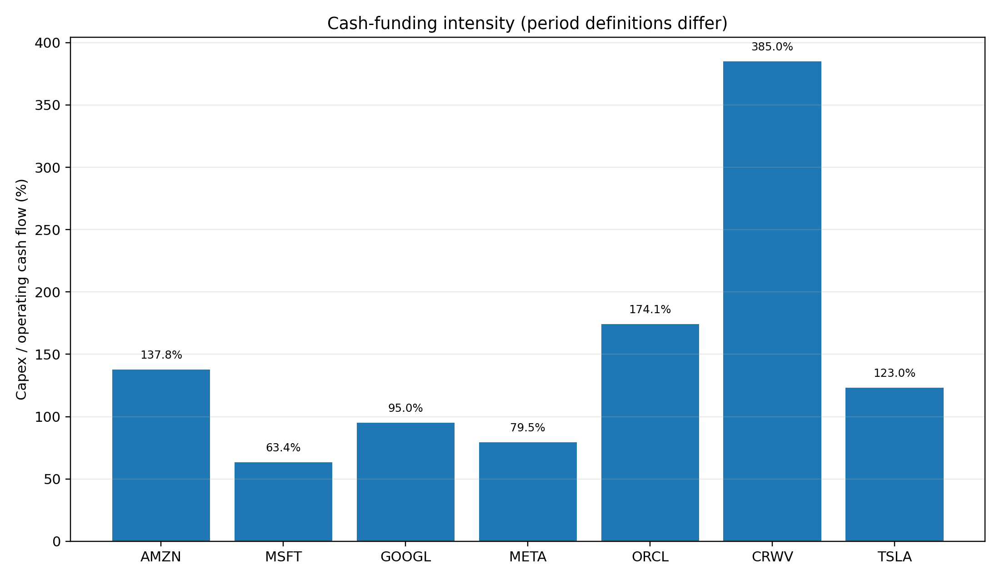 Cash-funding intensity (period definitions differ)
Capex / operating cash flow (%)
400
350
300
250
200
150
100
50
0
137.8%
63.4%
95.0%
79.5%
174.1%
385.0%
123.0%
AMZN
MSFT
GOOGL
META
ORCL
CRWV
TSLA